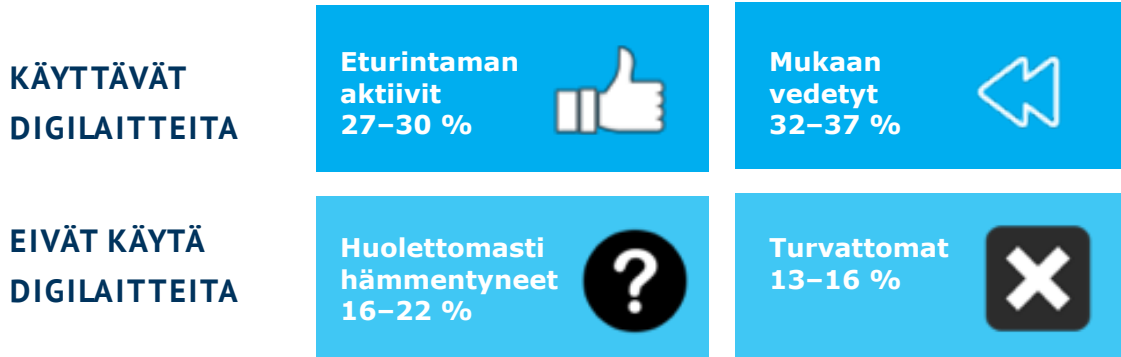 KÄYTTÄVÄT
DIGILAITTEITA
Eturintaman
aktiivit
27–30 %
Mukaan
vedetyt
32–37 %
EIVÄT KÄYTÄ
DIGILAITTEITA
Huolettomasti
hämmentyneet
16–22 %
?
Turvattomat
13–16 %